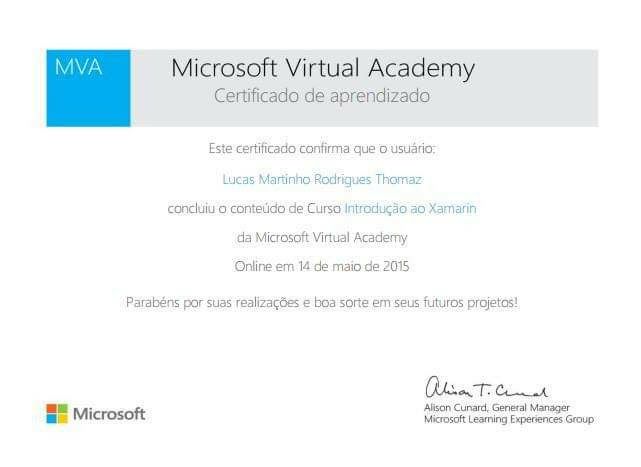 MVA
Microsoft Virtual Academy
Certificado de aprendizado
Este certificado confirma que o usuário:
Lucas Martinho Rodrigues Thomaz
concluiu o conteúdo de Curso Introdução ao Xamarin
da Microsoft Virtual Academy
Online em 14 de maio de 2015
Parabéns por suas realizações e boa sorte em seus futuros projetos!
Alison T. Cunard
Microsoft
Alison Cunard, General Manager
Microsoft Learning Experiences Group